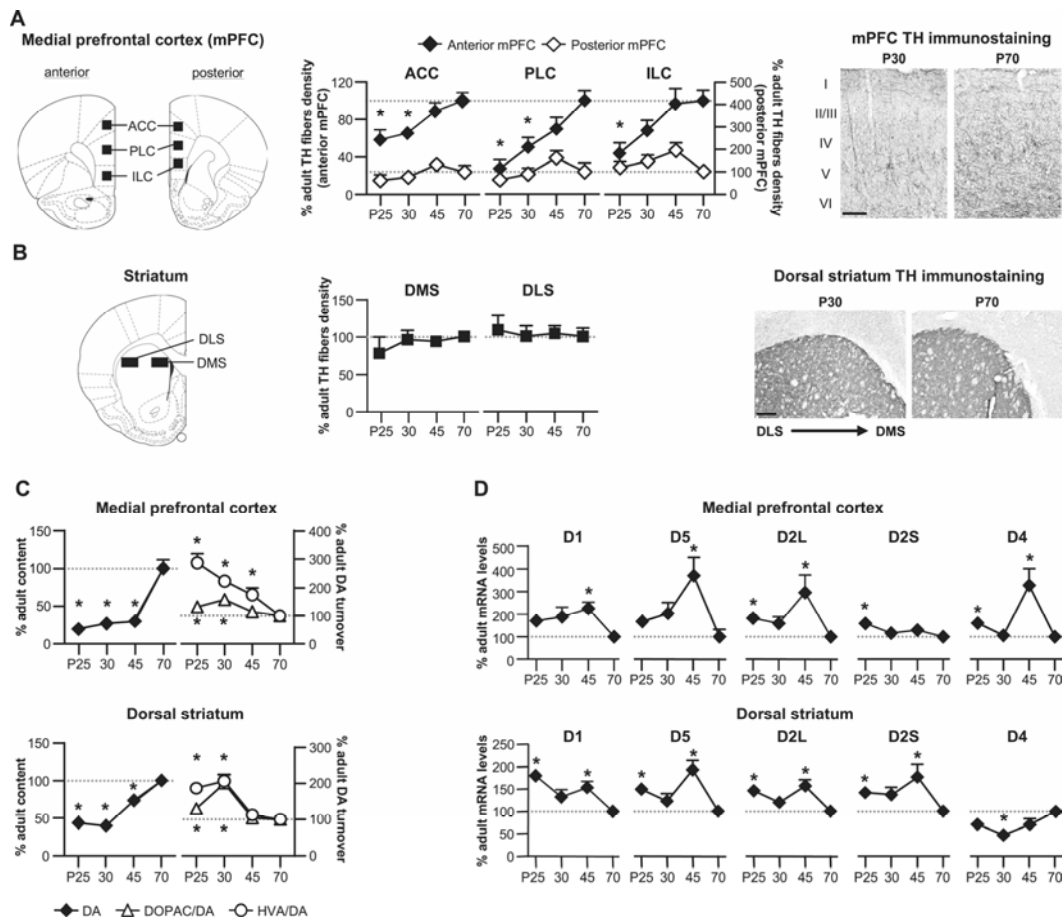 A
Medial prefrontal cortex (mPFC)
anterior posterior
ACC
PLC
ILC
Anterior mPFC Posterior mPFC
ACC PLC ILC
% adult TH fibers density
(anterior mPFC)
120
80
40
0
P25 30 45 70 P25 30 45 70 P25 30 45 70
* * * * *
500
400
300
200
100
0
% adult TH fibers density
(posterior mPFC)
mPFC TH immunostaining
P30 P70
I
II/III
IV
V
VI
B
Striatum
DLS
DMS
DMS DLS
% adult TH fibers density
150
100
50
0
P25 30 45 70 P25 30 45 70
Dorsal striatum TH immunostaining
P30 P70
DLS DMS
C
Medial prefrontal cortex
% adult content
150
100
50
0
* * *
P25 30 45 70
* * *
* *
P25 30 45 70
400
300
200
100
0
% adult DA turnover
Dorsal striatum
% adult content
150
100
50
0
* * *
P25 30 45 70
* *
* *
P25 30 45 70
300
200
100
0
% adult DA turnover
DA DOPAC/DA HVA/DA
D
Medial prefrontal cortex
D1 D5 D2L D2S D4
% adult mRNA levels
500
400
300
200
100
0
* * * * * * *
P25 30 45 70 P25 30 45 70 P25 30 45 70 P25 30 45 70 P25 30 45 70
Dorsal striatum
D1 D5 D2L D2S D4
% adult mRNA levels
250
200
150
100
50
0
* * * * * * * * *
P25 30 45 70 P25 30 45 70 P25 30 45 70 P25 30 45 70 P25 30 45 70